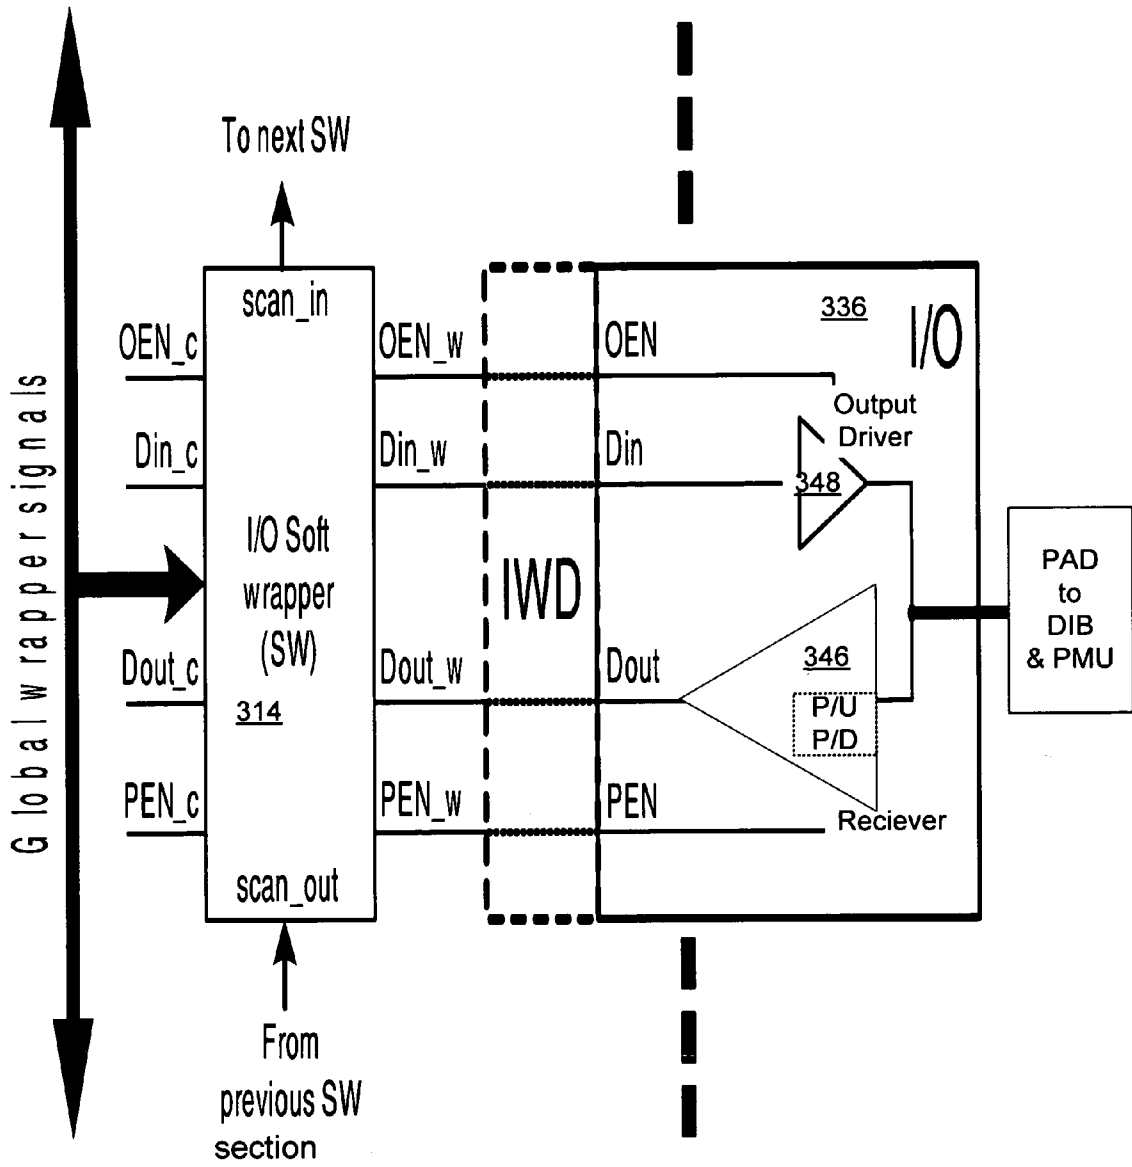 Global wrapper signals
To next SW
scan_in
OEN_c
OEN_w
OEN
336
I/O
Output
Driver
Din_c
Din_w
Din
348
I/O Soft
wrapper
(SW)
IWD
PAD
to
DIB
& PMU
Dout_c
Dout_w
Dout
346
314
P/U
P/D
PEN_c
PEN_w
PEN
Reciever
scan_out
From
previous SW
section